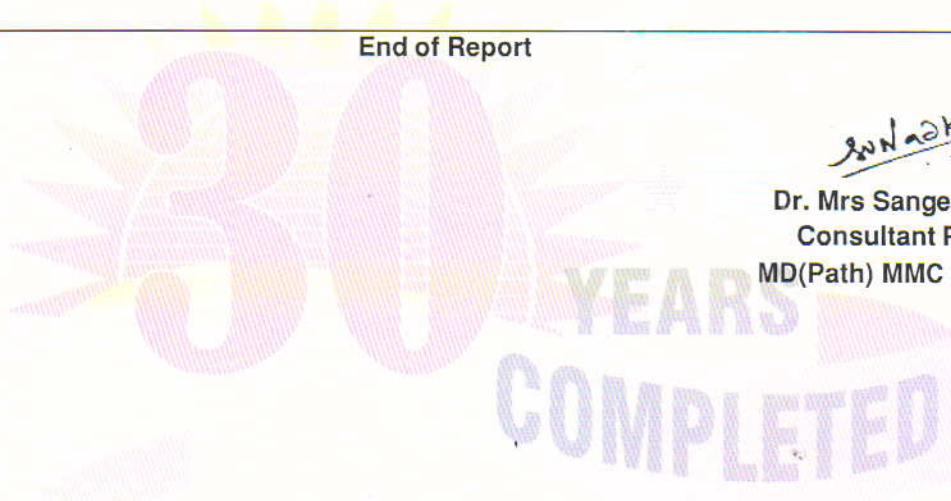 End of Report
Dr. Mrs Sange
Consultant P
MD(Path) MMC
30
YEARS
COMPLETED